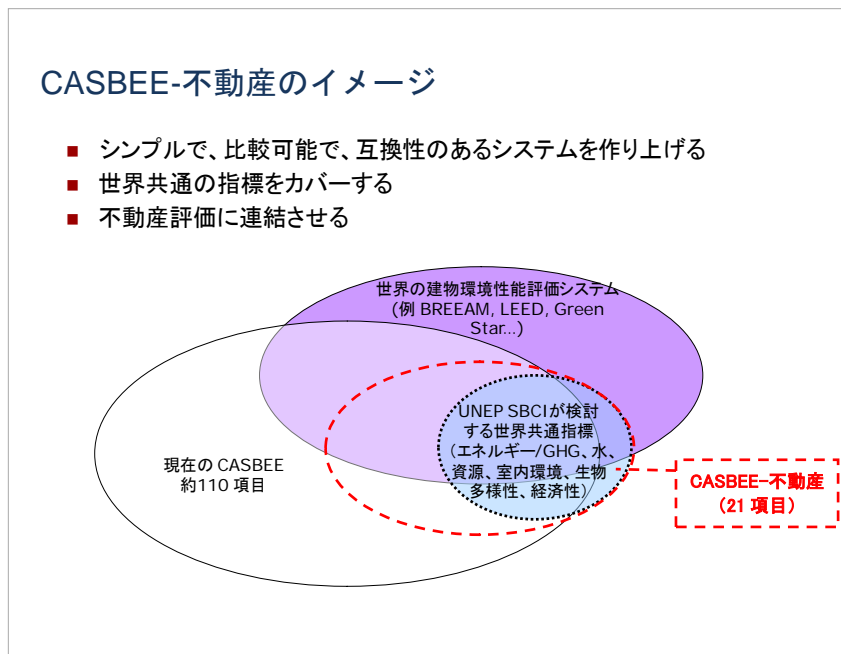 CASBEE-不動産のイメージ
シンプルで、比較可能で、互換性のあるシステムを作り上げる
世界共通の指標をカバーする
不動産評価に連結させる
世界の建物環境性能評価システム
(例 BREEAM, LEED, Green
Star...)
UNEP SBCIが検討
する世界共通指標
(エネルギー/GHG、水、
資源、室内環境、生物
多様性、経済性)
現在の CASBEE
約110 項目
CASBEE-不動産
(21 項目)